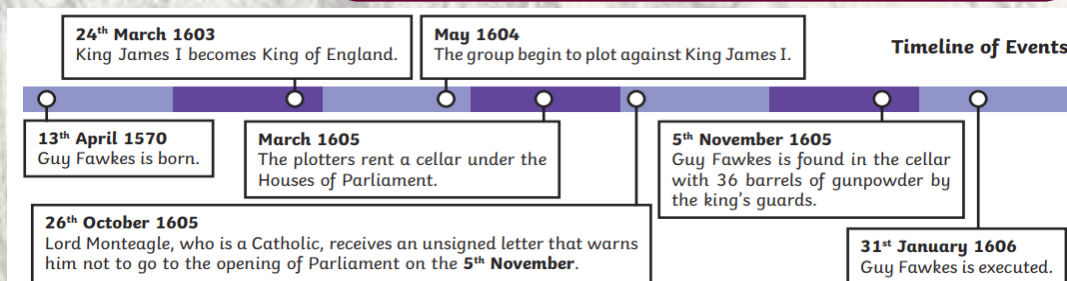 Timeline of Events
13th April 1570
Guy Fawkes is born.
24th March 1603
King James I becomes King of England.
May 1604
The group begin to plot against King James I.
March 1605
The plotters rent a cellar under the
Houses of Parliament.
26th October 1605
Lord Monteagle, who is a Catholic, receives an unsigned letter that warns
him not to go to the opening of Parliament on the 5th November.
5th November 1605
Guy Fawkes is found in the cellar
with 36 barrels of gunpowder by
the king's guards.
31st January 1606
Guy Fawkes is executed.